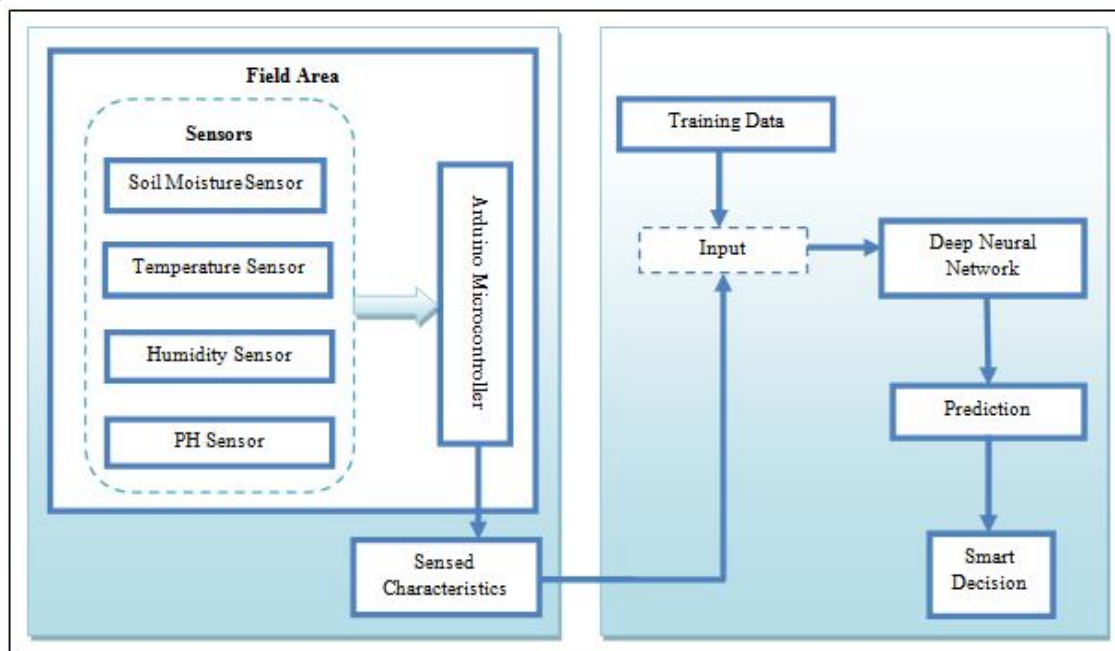 Field Area
Sensors
Soil Moisture Sensor
Temperature Sensor
Humidity Sensor
PH Sensor
Arduino Microcontroller
Sensed
Characteristics
Training Data
Input
Deep Neural
Network
Prediction
Smart
Decision